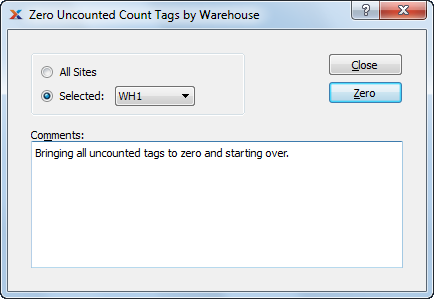 Zero Uncounted Count Tags by Warehouse
All Sites
Selected: WH1
Close
Zero
Comments:
Bringing all uncounted tags to zero and starting over.